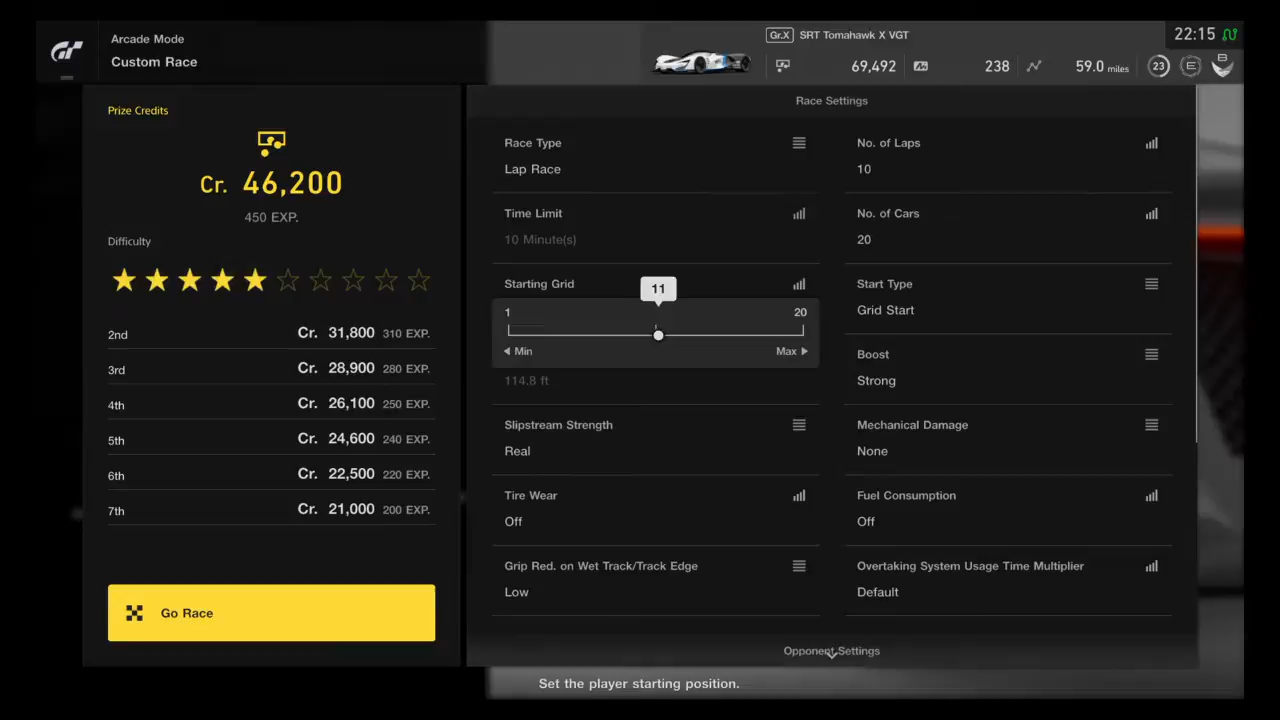 Arcade Mode
Custom Race
Gr.X SRT Tomahawk X VGT
69,492 238 59.0 miles 23 E B
22:15
Prize Credits
Cr. 46,200
450 EXP.
Difficulty
2nd Cr. 31,800 310 EXP.
3rd Cr. 28,900 280 EXP.
4th Cr. 26,100 250 EXP.
5th Cr. 24,600 240 EXP.
6th Cr. 22,500 220 EXP.
7th Cr. 21,000 200 EXP.
Go Race
Race Settings
Race Type
Lap Race
No. of Laps
10
Time Limit
10 Minute(s)
No. of Cars
20
Starting Grid
11
1 20
Min Max
114.8 ft
Start Type
Grid Start
Boost
Strong
Slipstream Strength
Real
Mechanical Damage
None
Tire Wear
Off
Fuel Consumption
Off
Grip Red. on Wet Track/Track Edge
Low
Overtaking System Usage Time Multiplier
Default
Opponent Settings
Set the player starting position.